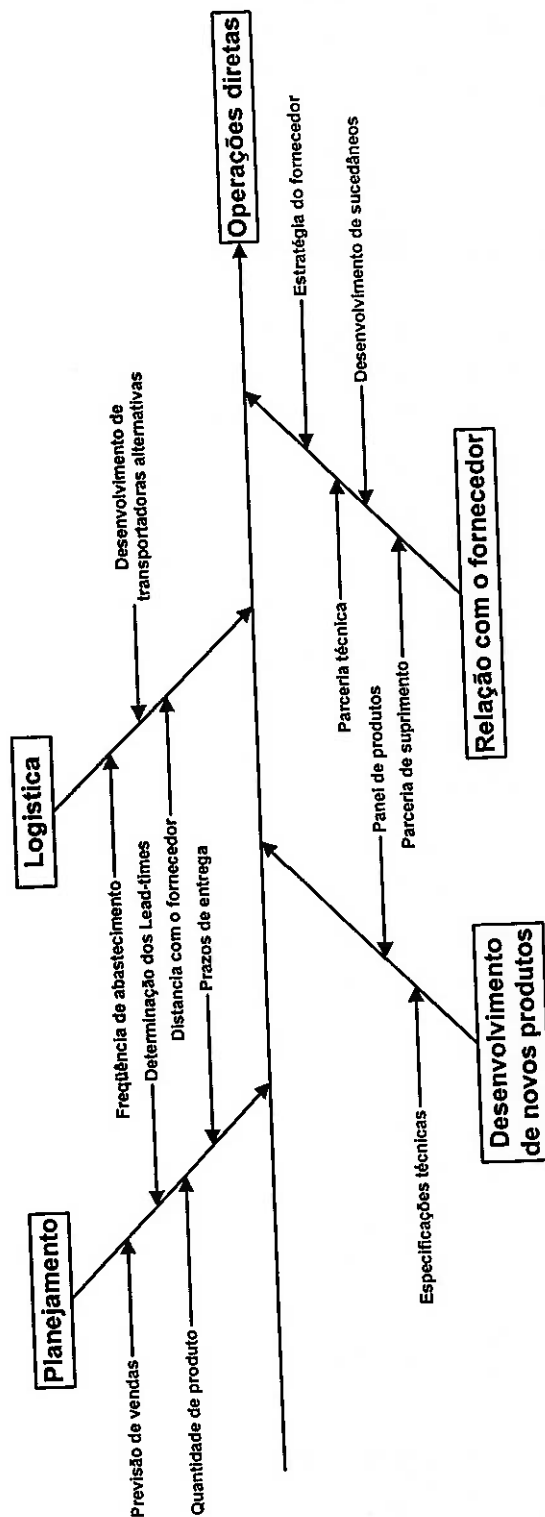 Planejamento
Previsão de vendas
Determinação dos Lead-times
Quantidade de produto
Prazos de entrega
Logistica
Freqüência de abastecimento
Desenvolvimento de
transportadoras alternativas
Distancia com o fornecedor
Operações diretas
Desenvolvimento
de novos produtos
Especificações técnicas
Panel de produtos
Relação com o fornecedor
Parceria técnica
Estratégia do fornecedor
Parceria de suprimento
Desenvolvimento de sucedâneos